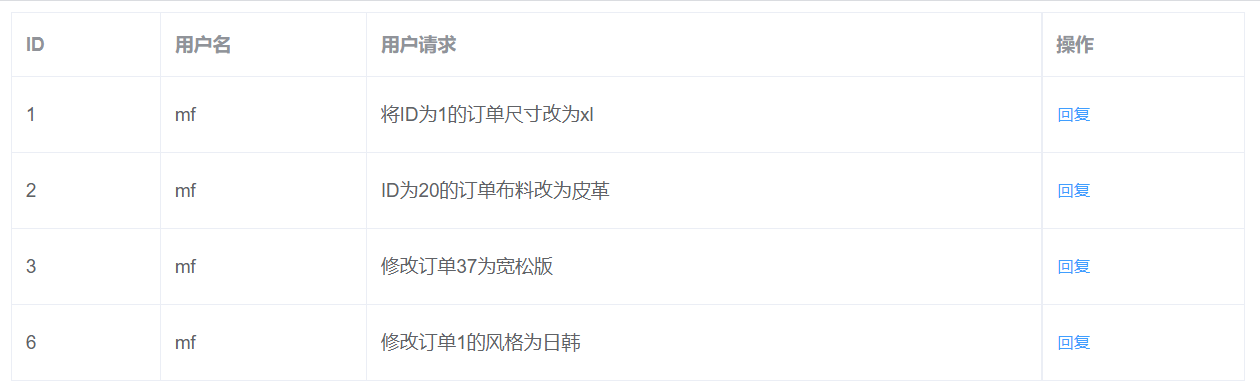 ID 用户名 用户请求 操作
1 mf 将ID为1的订单尺寸改为xl 回复
2 mf ID为20的订单布料改为皮革 回复
3 mf 修改订单37为宽松版 回复
6 mf 修改订单1的风格为日韩 回复